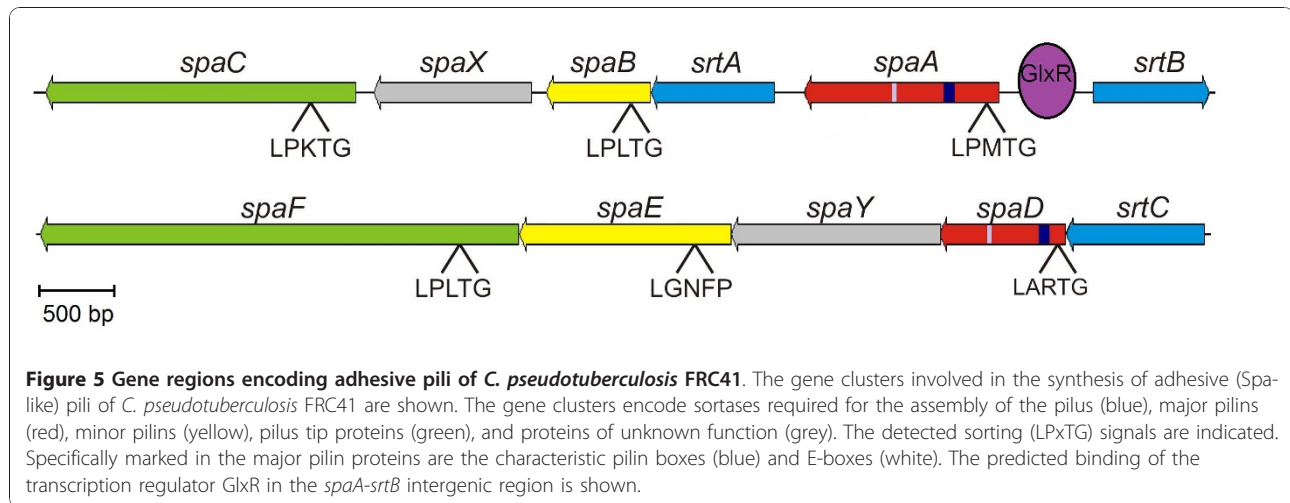 spaC spaX spaB srtA spaA GlxR srtB
LPKTG LPLTG LPMTG
spaF spaE spaY spaD srtC
LPLTG LGNFP LARTG
500 bp
Figure 5 Gene regions encoding adhesive pili of C. pseudotuberculosis FRC41. The gene clusters involved in the synthesis of adhesive (Spa-
like) pili of C. pseudotuberculosis FRC41 are shown. The gene clusters encode sortases required for the assembly of the pilus (blue), major pilins
(red), minor pilins (yellow), pilus tip proteins (green), and proteins of unknown function (grey). The detected sorting (LPxTG) signals are indicated.
Specifically marked in the major pilin proteins are the characteristic pilin boxes (blue) and E-boxes (white). The predicted binding of the
transcription regulator GlxR in the spaA-srtB intergenic region is shown.